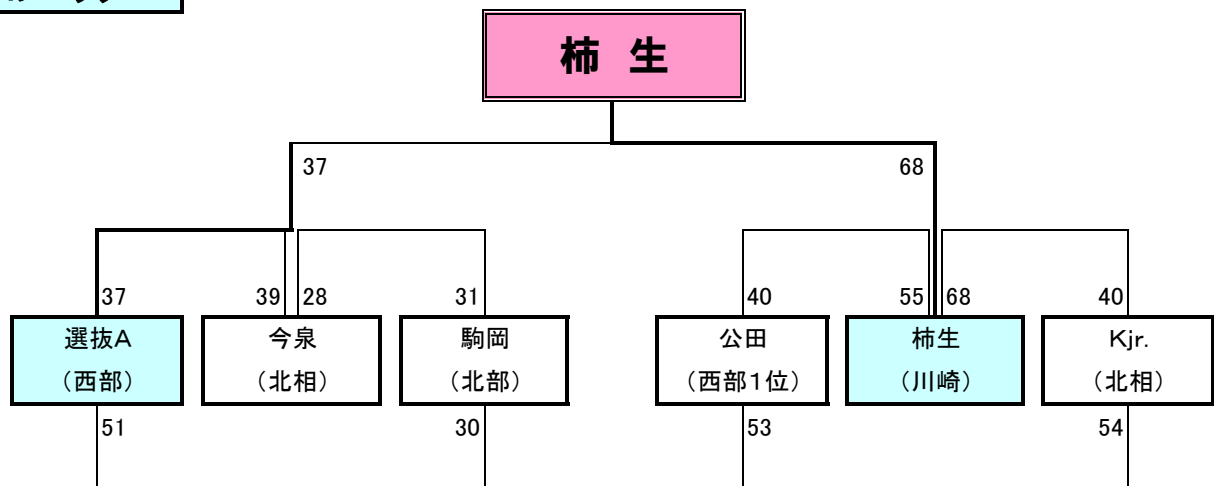 柿 生
37 68
37 39 28 31 40 55 68 40
選抜A 今泉 駒岡 公田 柿生 Kjr.
（西部） （北相） （北部） （西部1位） （川崎） （北相）
51 30 53 54